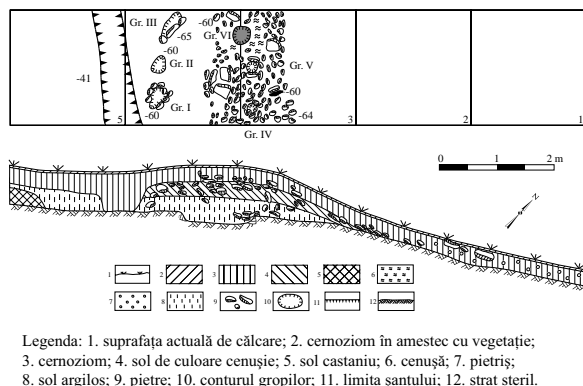 Gr. III
-65
-60
Gr. II
-60
Gr. I
-60
-41
-60
Gr. VI
Gr. V
-60
-64
5
3
2
1
Gr. IV
0 1 2 m
N
1 2 3 4 5 6
7 8 9 10 11 12
Legenda: 1. suprafața actuală de călcare; 2. cernoziom în amestec cu vegetație;
3. cernoziom; 4. sol de culoare cenușie; 5. sol castaniu; 6. cenușă; 7. pietriș;
8. sol argilos; 9. pietre; 10. conturul gropilor; 11. limita șanțului; 12. strat steril.